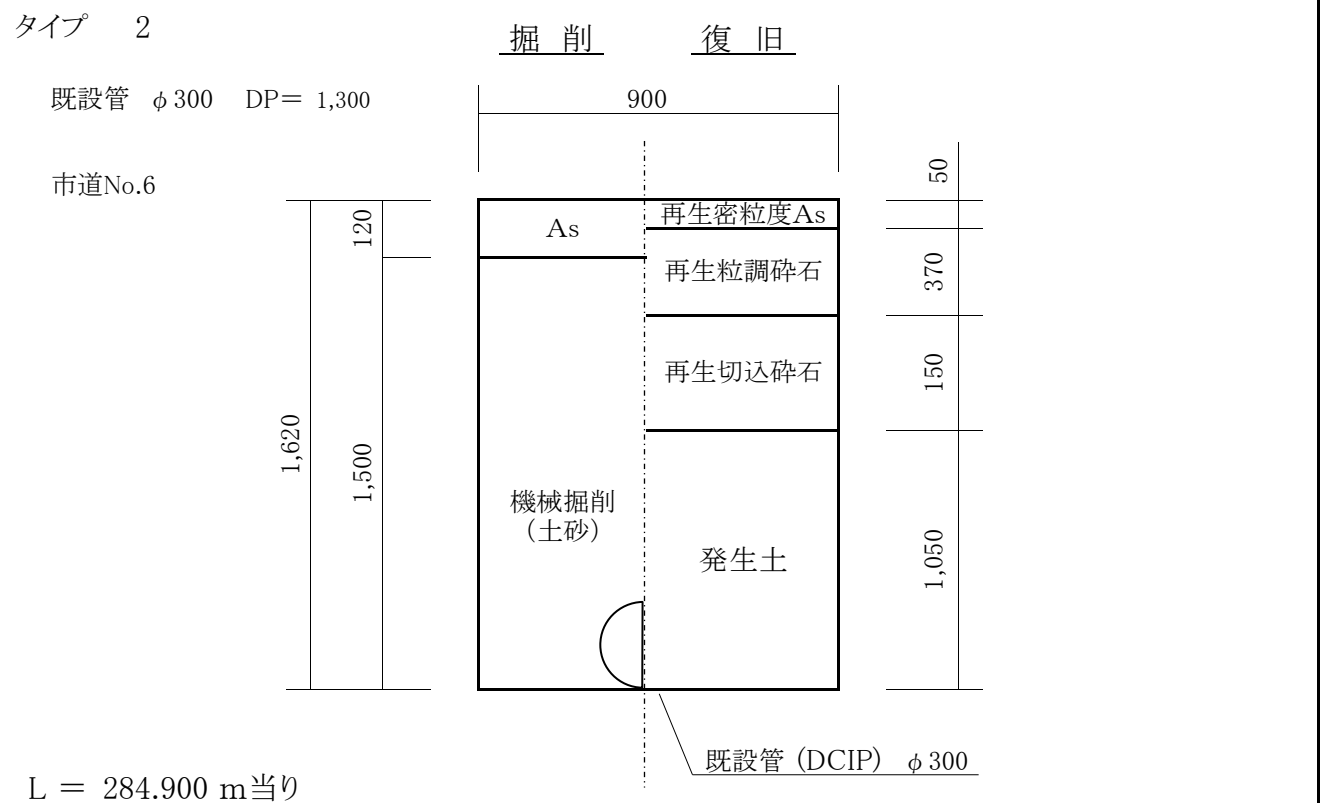 タイプ 2
掘 削 復 旧
既設管 φ300 DP＝ 1,300
900
市道No.6
50
120
As
再生密粒度As
再生粒調砕石
370
再生切込砕石
150
1,620
1,500
機械掘削
（土砂）
発生土
1,050
既設管 (DCIP) φ300
L ＝ 284.900 m当り